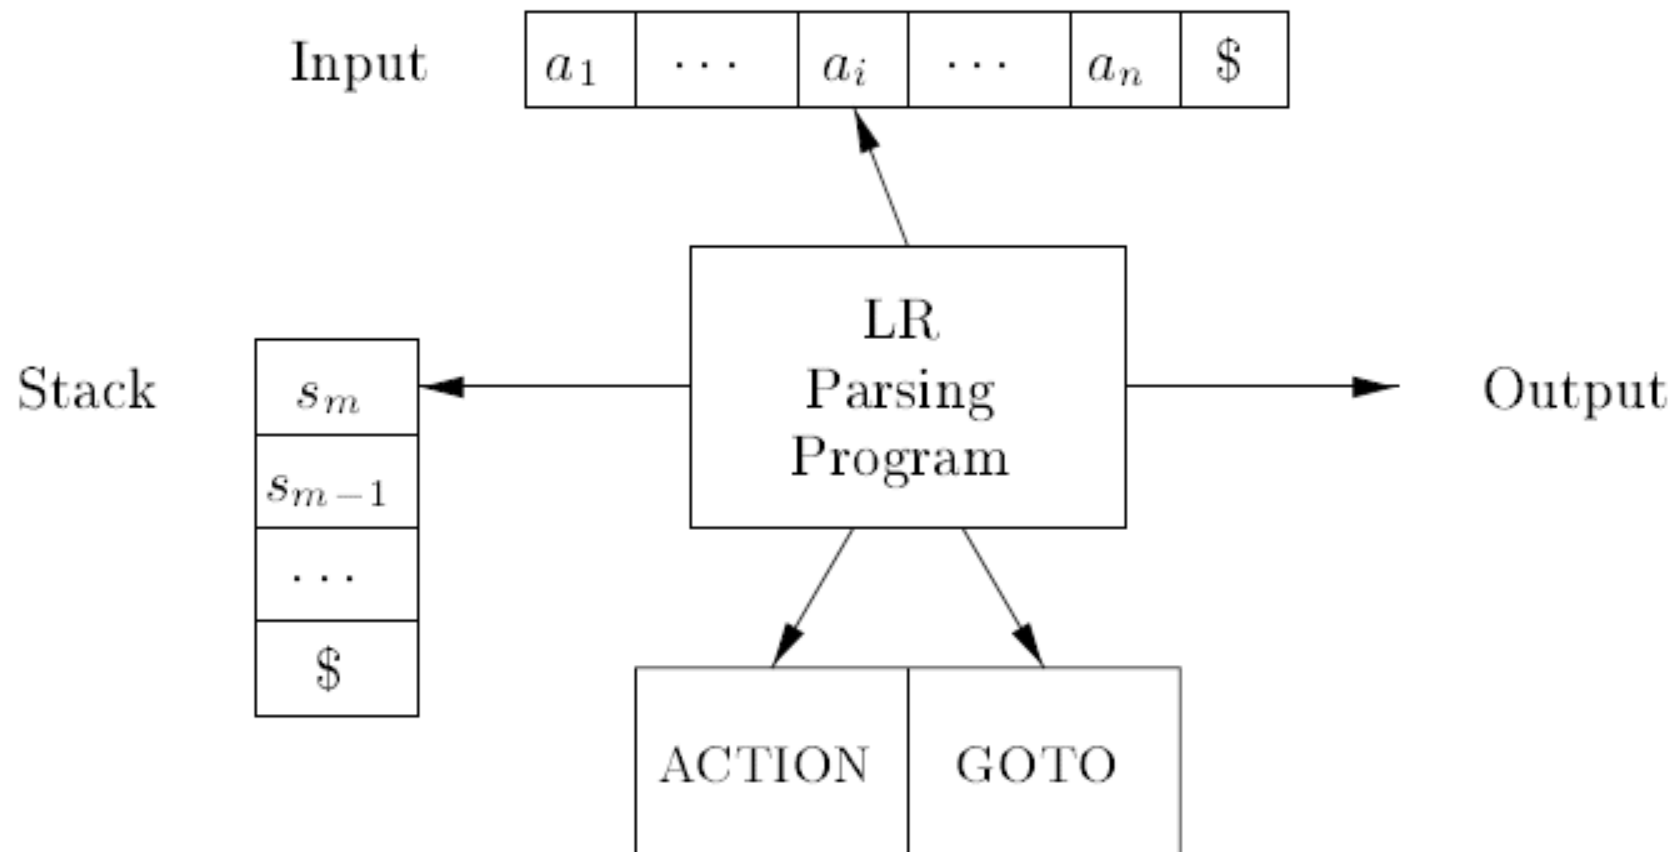 Input a₁ ··· aᵢ ··· aₙ $
LR
Parsing
Program
Stack
sₘ
sₘ₋₁
···
$
Output
ACTION GOTO